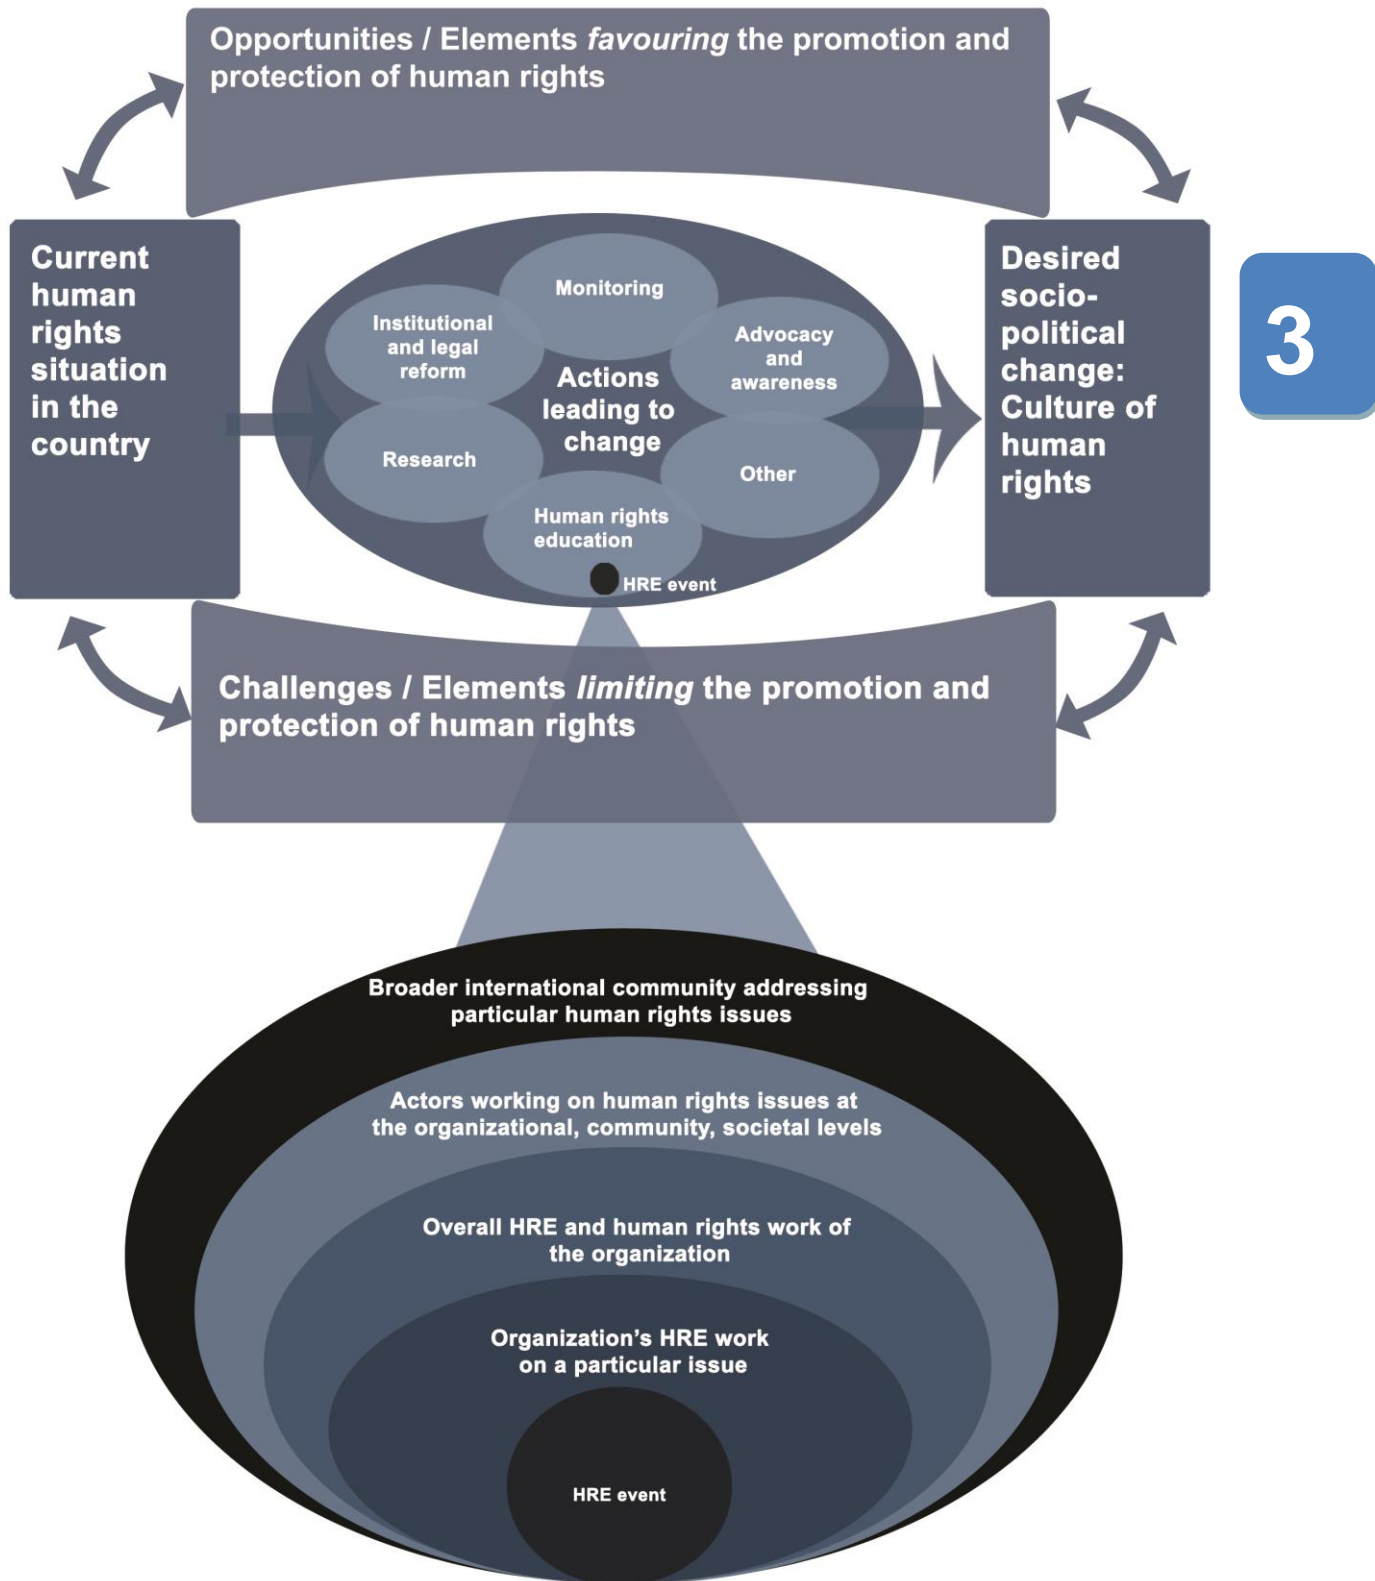 Opportunities / Elements favouring the promotion and
protection of human rights
Current
human
rights
situation
in the
country
Monitoring
Institutional
and legal
reform
Advocacy
and
awareness
Actions
leading to
change
Research
Other
Human rights
education
HRE event
Desired
socio-
political
change:
Culture of
human
rights
3
Challenges / Elements limiting the promotion and
protection of human rights
Broader international community addressing
particular human rights issues
Actors working on human rights issues at
the organizational, community, societal levels
Overall HRE and human rights work of
the organization
Organization’s HRE work
on a particular issue
HRE event